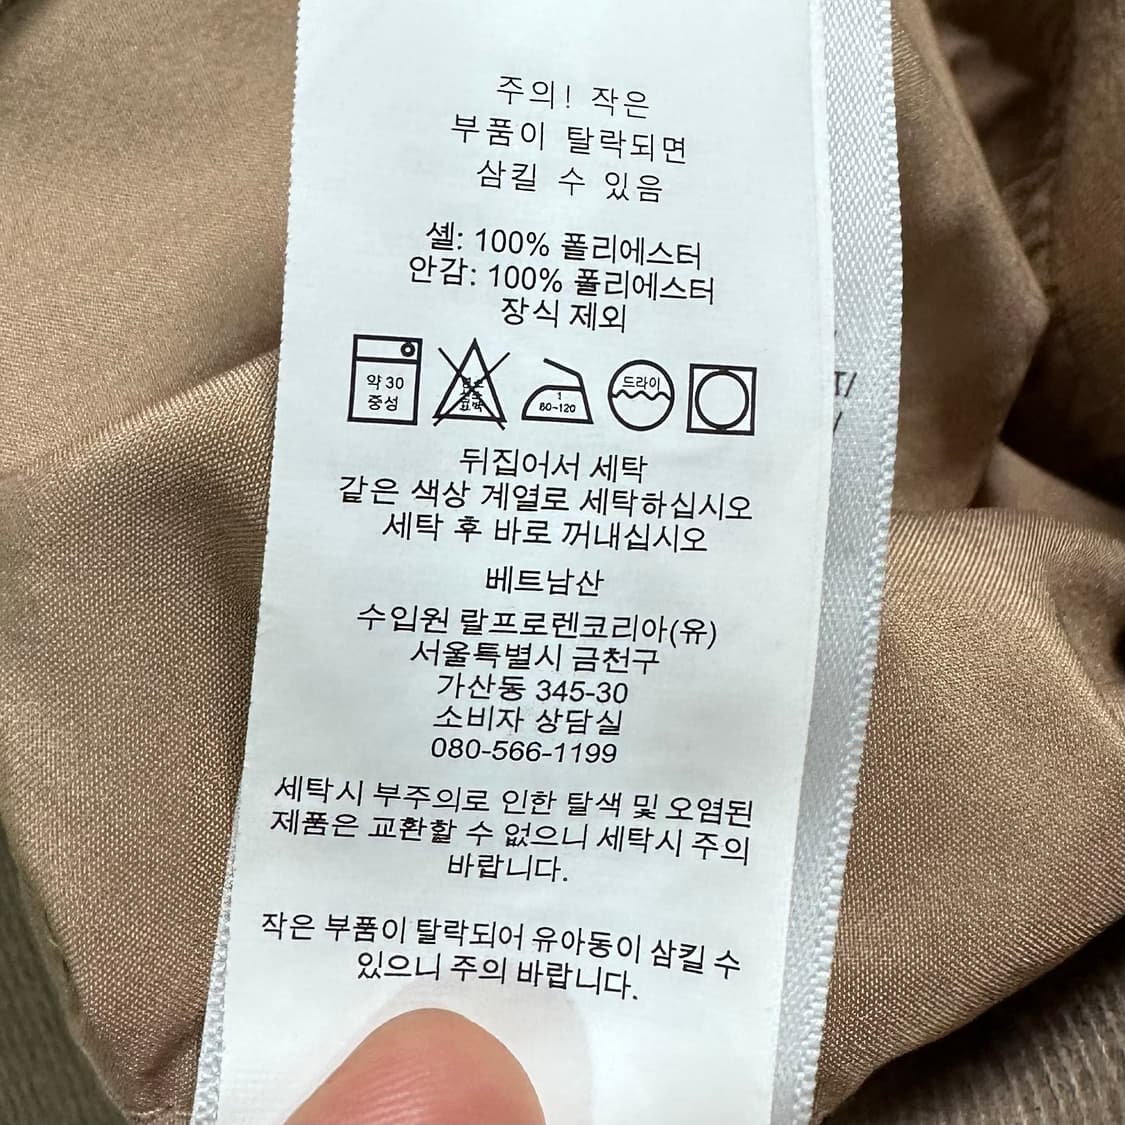 주의! 작은
부품이 탈락되면
삼킬 수 있음
셸: 100% 폴리에스터
안감: 100% 폴리에스터
장식 제외
약 30
중성
1
80~120
드라이
뒤집어서 세탁
같은 색상 계열로 세탁하십시오
세탁 후 바로 꺼내십시오
베트남산
수입원 랄프로렌코리아(유)
서울특별시 금천구
가산동 345-30
소비자 상담실
080-566-1199
세탁시 부주의로 인한 탈색 및 오염된
제품은 교환할 수 없으니 세탁시 주의
바랍니다.
작은 부품이 탈락되어 유아동이 삼킬 수
있으니 주의 바랍니다.